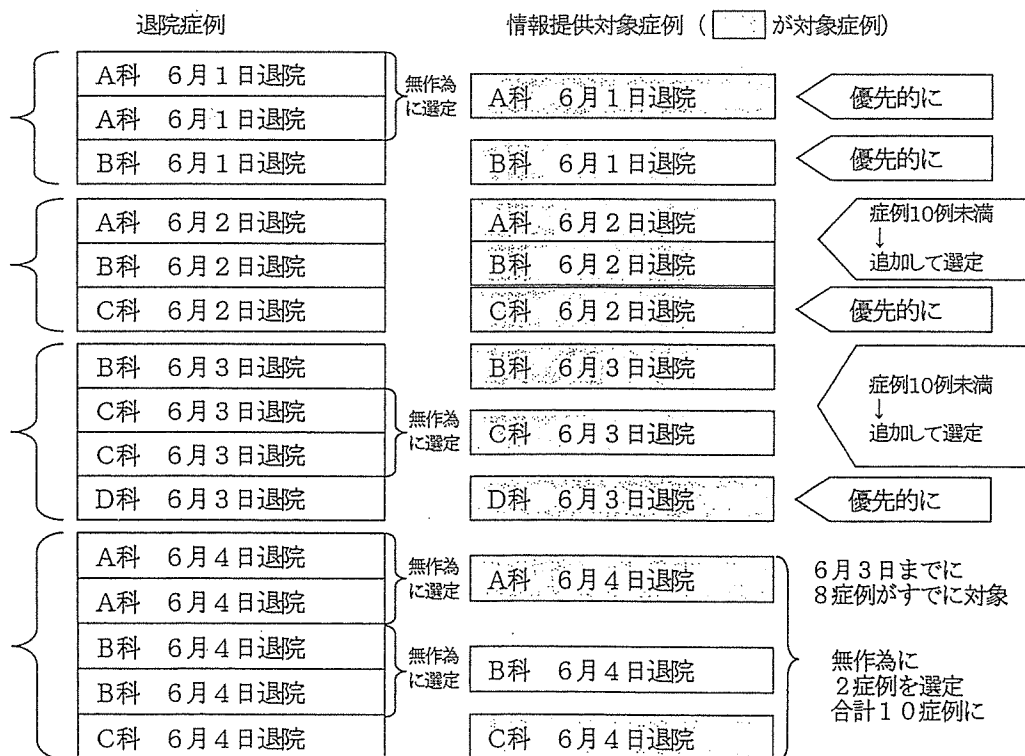 退院症例
情報提供対象症例（ が対象症例）
A科 6月1日退院
A科 6月1日退院
B科 6月1日退院
無作為
に選定
A科 6月1日退院
優先的に
B科 6月1日退院
優先的に
A科 6月2日退院
B科 6月2日退院
C科 6月2日退院
A科 6月2日退院
B科 6月2日退院
C科 6月2日退院
症例10例未満
↓
追加して選定
優先的に
B科 6月3日退院
C科 6月3日退院
C科 6月3日退院
D科 6月3日退院
無作為
に選定
B科 6月3日退院
C科 6月3日退院
D科 6月3日退院
症例10例未満
↓
追加して選定
優先的に
A科 6月4日退院
A科 6月4日退院
B科 6月4日退院
B科 6月4日退院
C科 6月4日退院
無作為
に選定
無作為
に選定
A科 6月4日退院
B科 6月4日退院
C科 6月4日退院
6月3日までに
8症例がすでに対象
無作為に
2症例を選定
合計10症例に